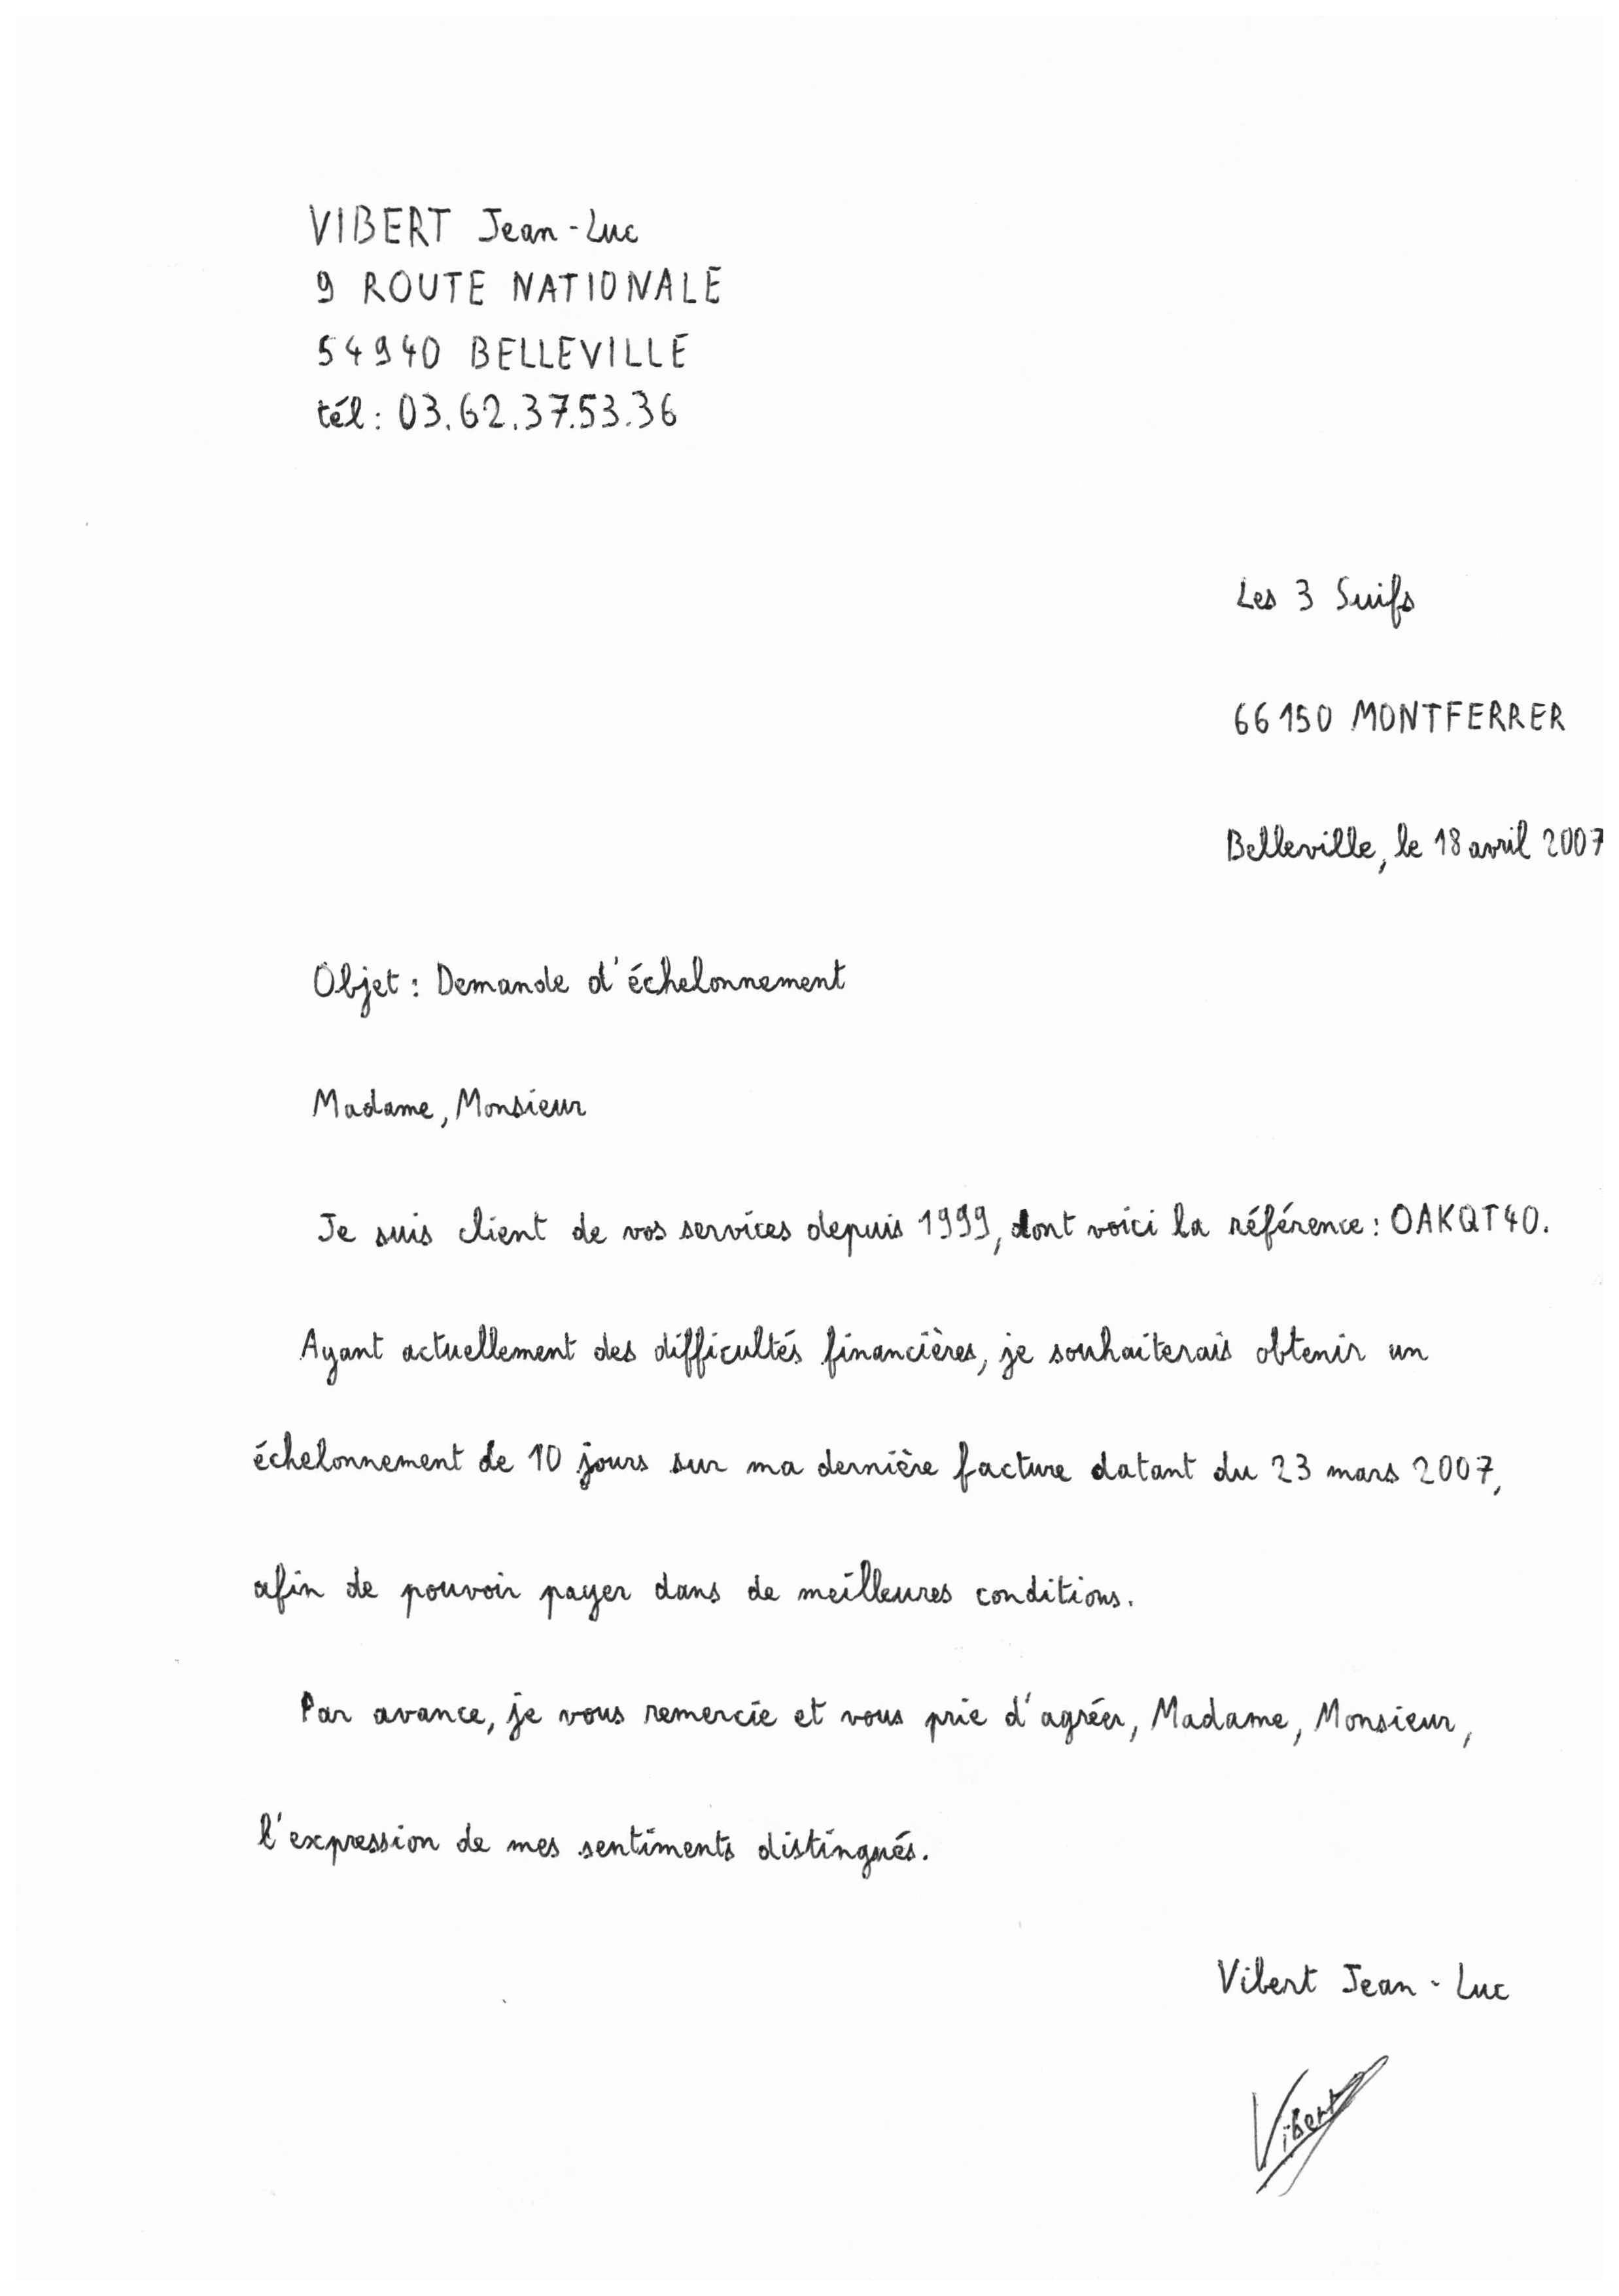 VIBERT Jean-Luc
9 ROUTE NATIONALE
54940 BELLEVILLE
tél : 03.62.37.53.36
Les 3 Suifs
66150 MONTFERRER
Belleville, le 18 avril 2007
Objet : Demande d'échelonnement
Madame, Monsieur
Je suis client de vos services depuis 1999, dont voici la référence : OAKQT40.
Ayant actuellement des difficultés financières, je souhaiterais obtenir un
échelonnement de 10 jours sur ma dernière facture datant du 23 mars 2007,
afin de pouvoir payer dans de meilleures conditions.
Par avance, je vous remercie et vous prie d'agréer, Madame, Monsieur,
l'expression de mes sentiments distingués.
Vibert Jean-Luc
Vibert